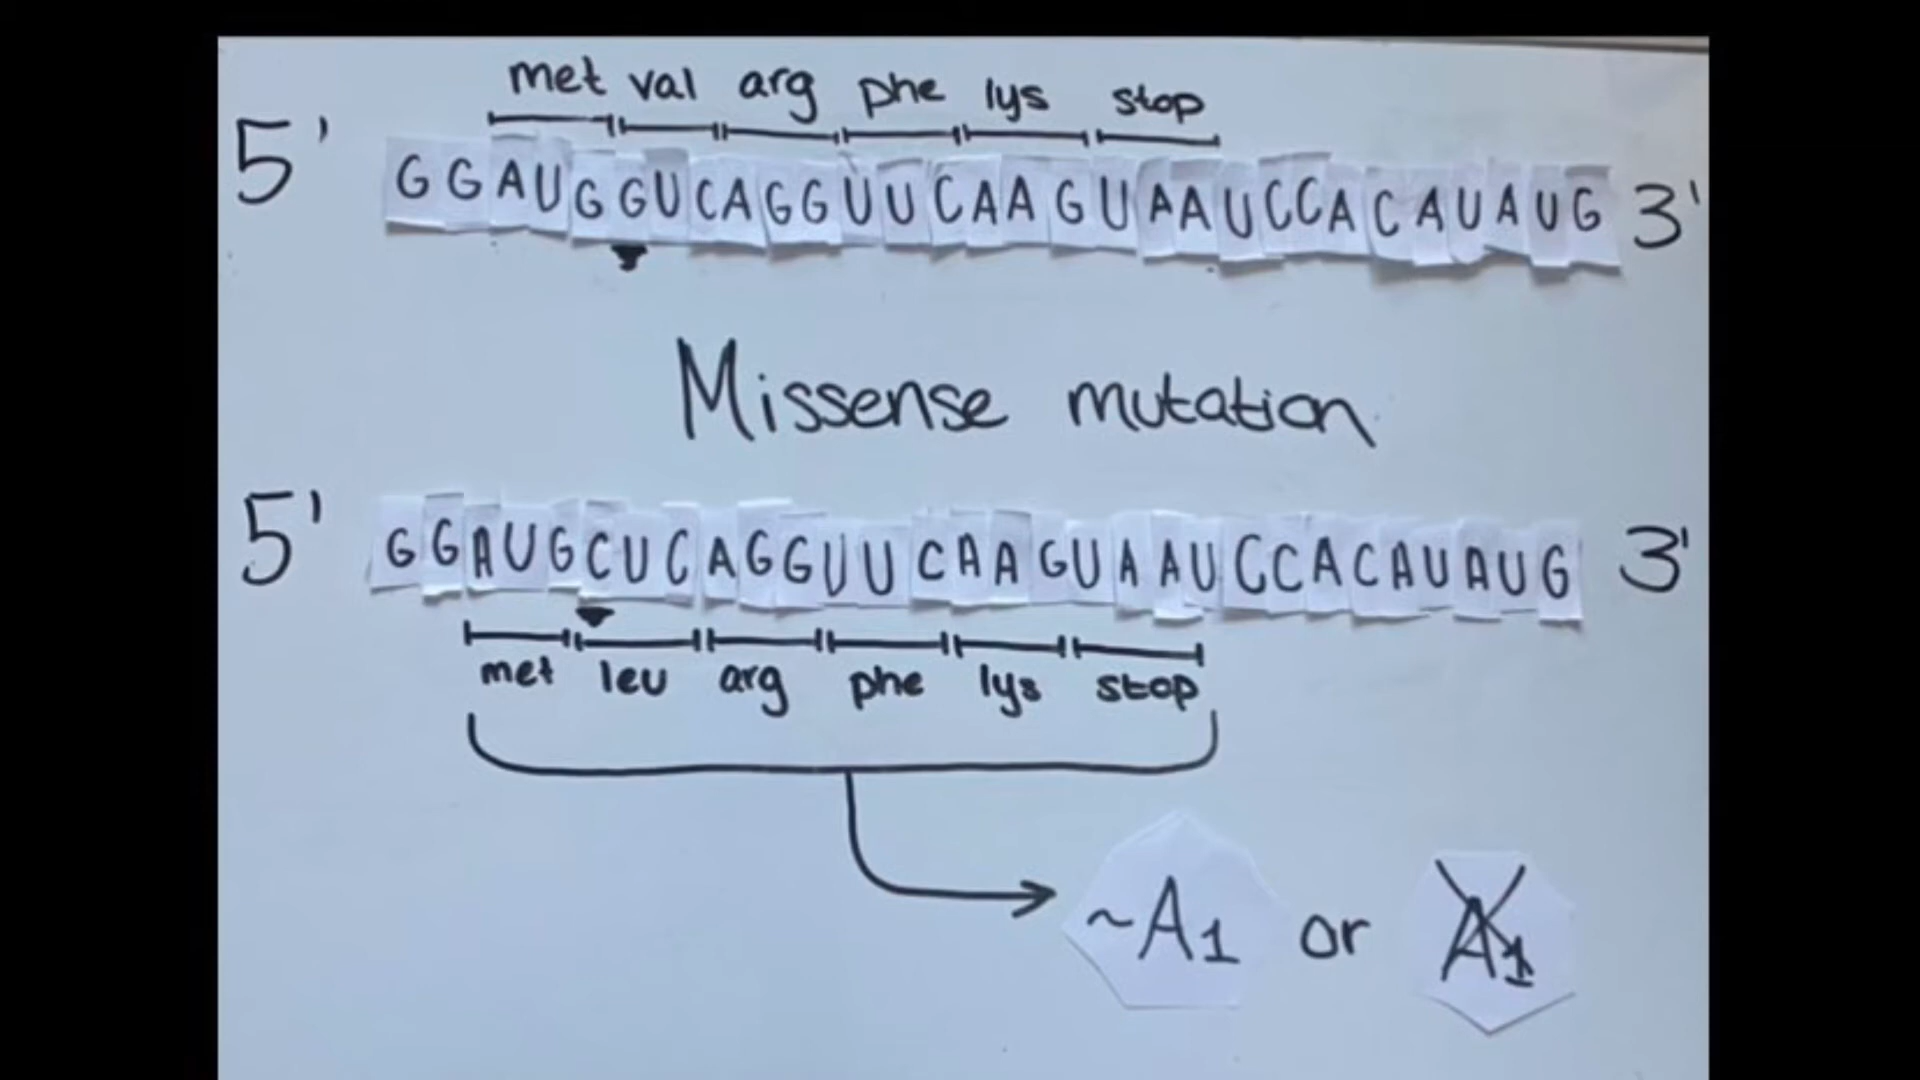 met val arg phe lys stop
5' GGAUGGUCAGGUUCAAGUAAUCCACAUAUG 3'
Missense mutation
5' GGAUGCUCAGGUUCAAGUAAUCCACAUAUG 3'
met leu arg phe lys stop
~A1 or A1